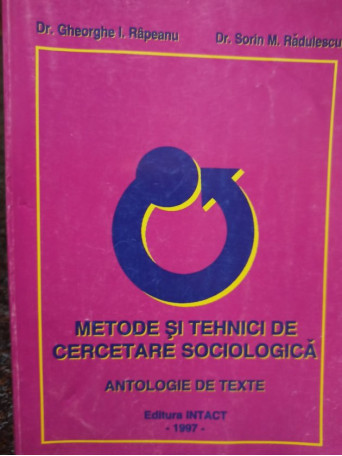 Dr. Gheorghe I. Râpeanu
Dr. Sorin M. Rădulescu
METODE ŞI TEHNICI DE
CERCETARE SOCIOLOGICĂ
ANTOLOGIE DE TEXTE
Editura INTACT
- 1997 -